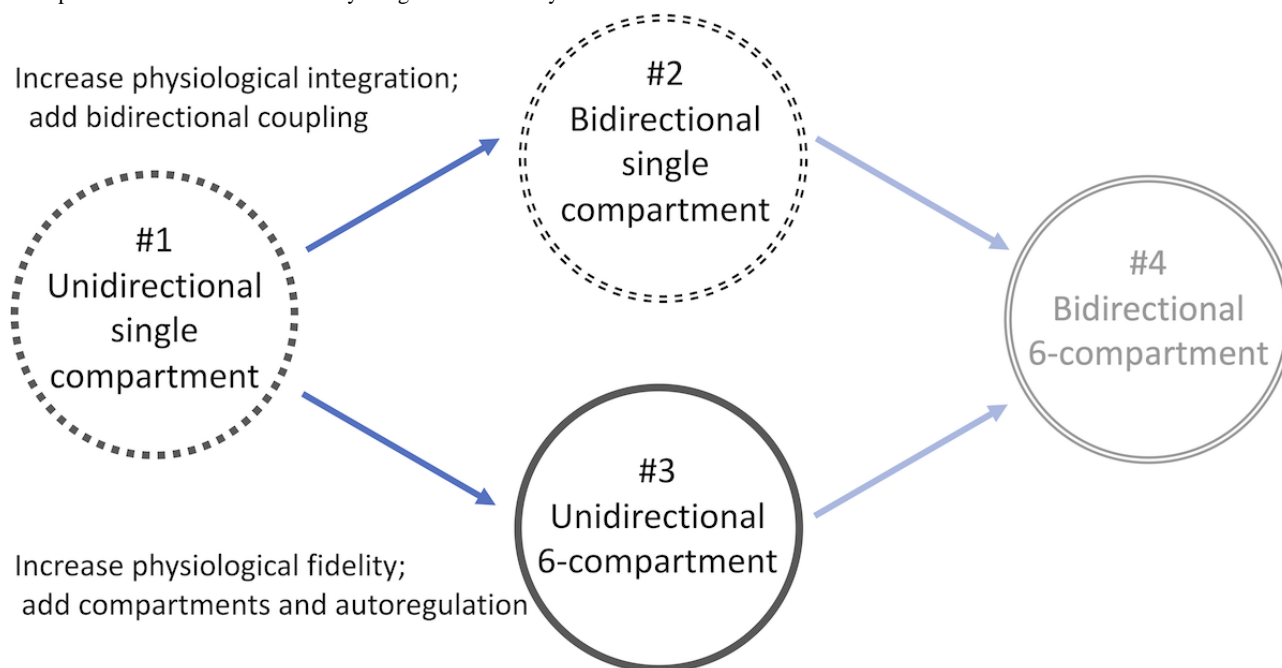 Increase physiological integration;
add bidirectional coupling
#1
Unidirectional
single
compartment
#2
Bidirectional
single
compartment
#3
Unidirectional
6-compartment
#4
Bidirectional
6-compartment
Increase physiological fidelity;
add compartments and autoregulation